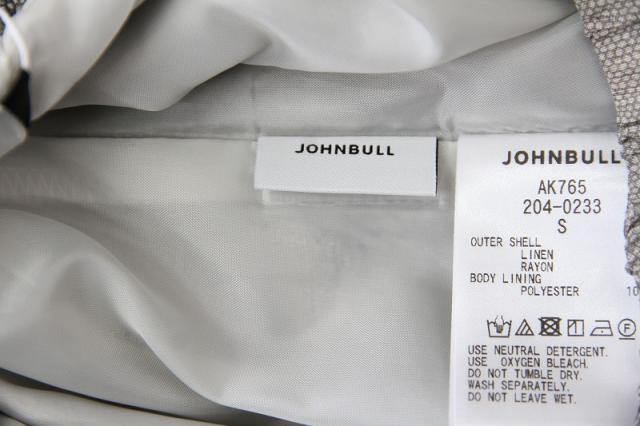 JOHNBULL
JOHNBULL
AK765
204-0233
S
OUTER SHELL
LINEN
RAYON
BODY LINING
POLYESTER 10
USE NEUTRAL DETERGENT.
USE OXYGEN BLEACH.
DO NOT TUMBLE DRY.
WASH SEPARATELY.
DO NOT LEAVE WET.